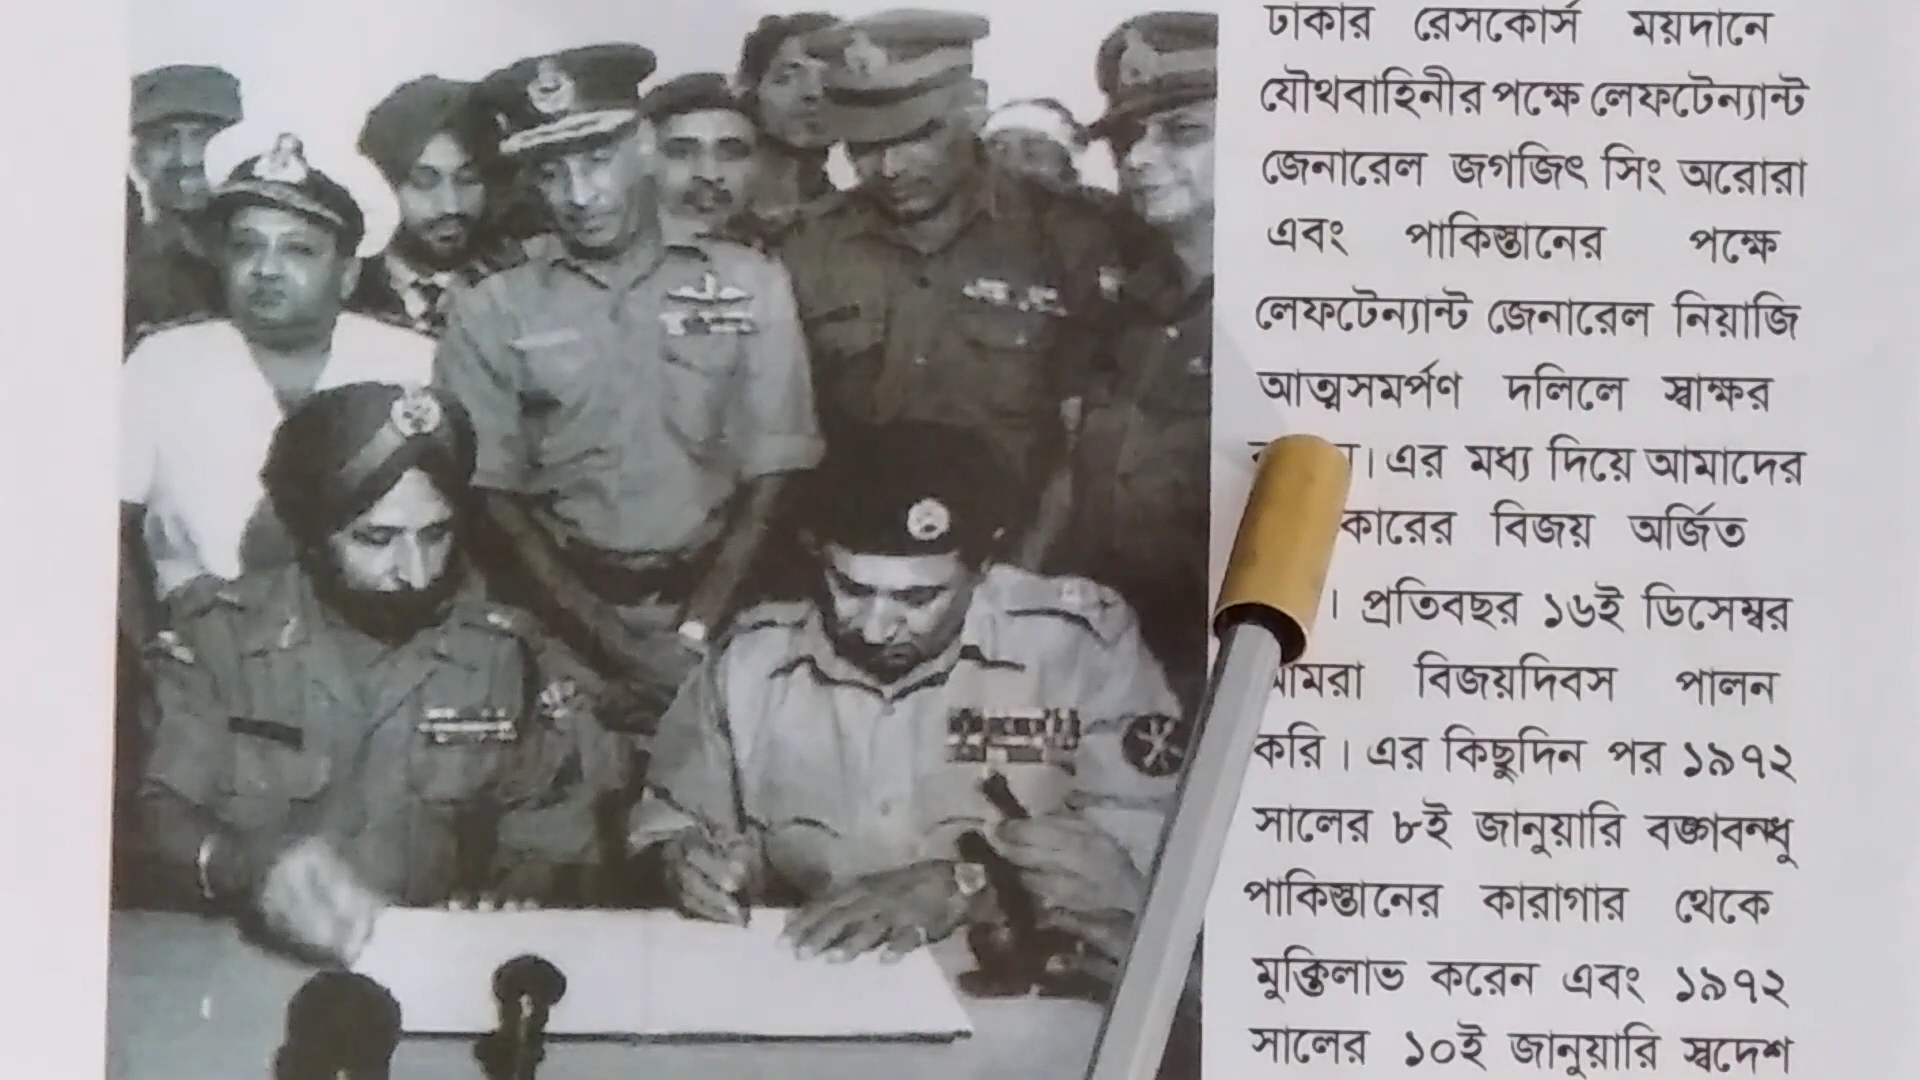 ঢাকার রেসকোর্স ময়দানে
যৌথবাহিনীর পক্ষে লেফটেন্যান্ট
জেনারেল জগজিৎ সিং অরোরা
এবং পাকিস্তানের পক্ষে
লেফটেন্যান্ট জেনারেল নিয়াজি
আত্মসমর্পণ দলিলে স্বাক্ষর
। এর মধ্য দিয়ে আমাদের
কারের বিজয় অর্জিত
। প্রতিবছর ১৬ই ডিসেম্বর
আমরা বিজয়দিবস পালন
করি। এর কিছুদিন পর ১৯৭২
সালের ৮ই জানুয়ারি বঙ্গবন্ধু
পাকিস্তানের কারাগার থেকে
মুক্তিলাভ করেন এবং ১৯৭২
সালের ১০ই জানুয়ারি স্বদেশ